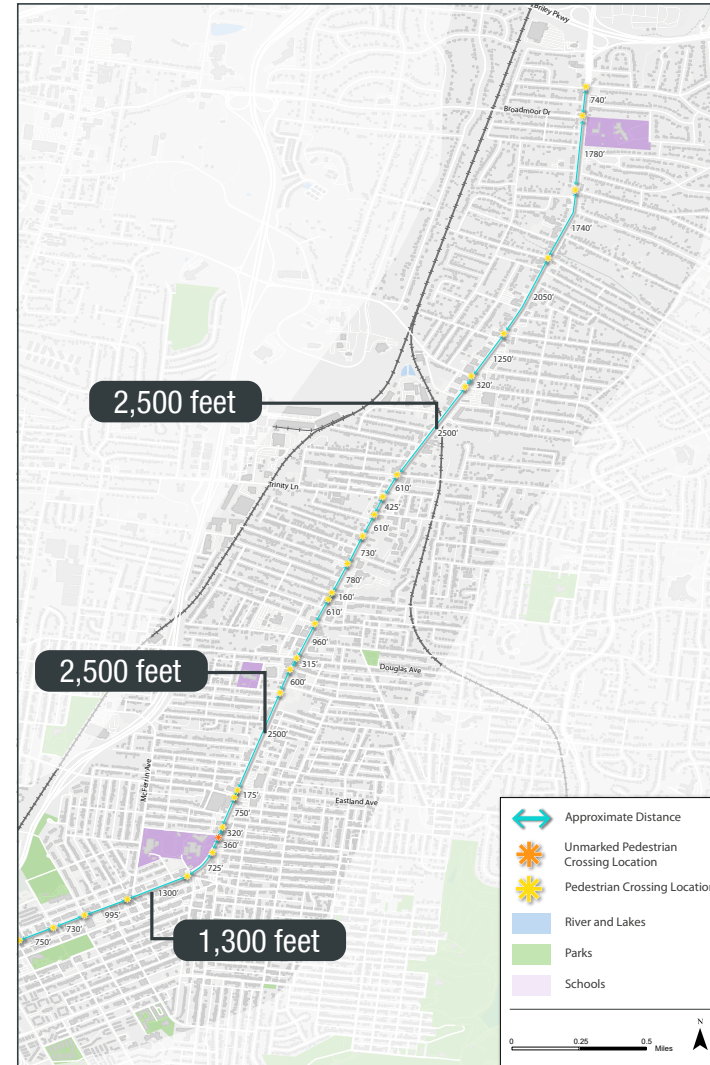 Briley Pkwy
740'
Broadmoor Dr
1780'
1740'
2050'
1250'
320'
2,500 feet
2500'
610'
Trinity Ln
425'
610'
730'
780'
160'
610'
960'
315'
Douglas Ave
2,500 feet
600'
2500'
McFerrin Ave
175'
Eastland Ave
750'
320'
360'
725'
1300'
995'
730'
750'
1,300 feet
Approximate Distance
Unmarked Pedestrian
Crossing Location
Pedestrian Crossing Location
River and Lakes
Parks
Schools
N
0 0.25 0.5
Miles